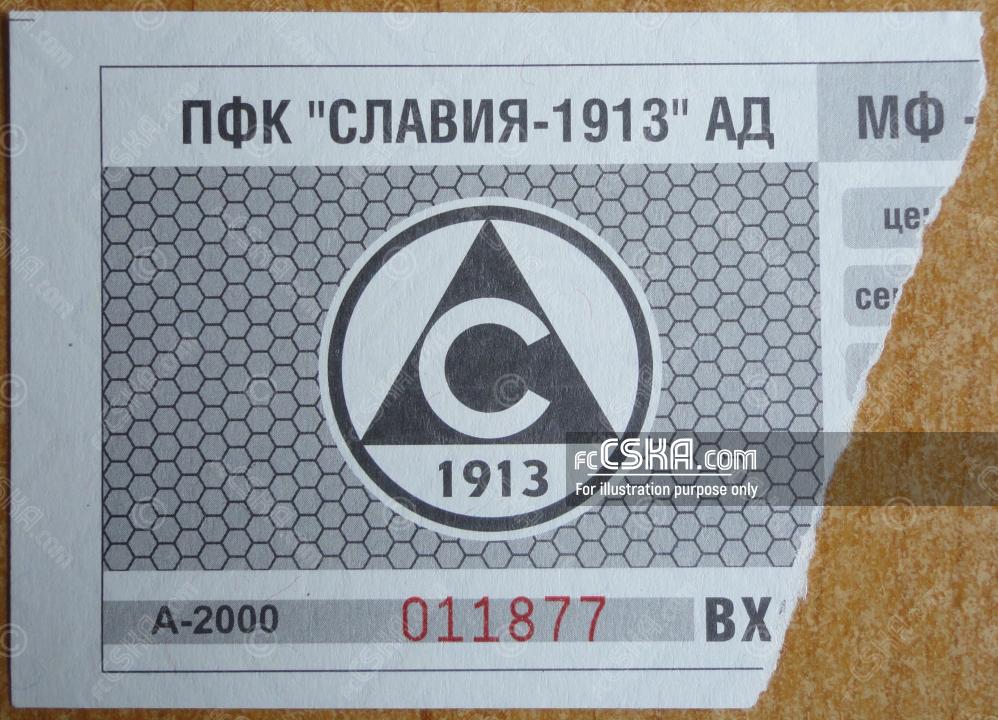 ПФК "СЛАВИЯ-1913" АД
МФ -
С
1913
fcCSKA.com
For illustration purpose only
А-2000
011877
ВХ